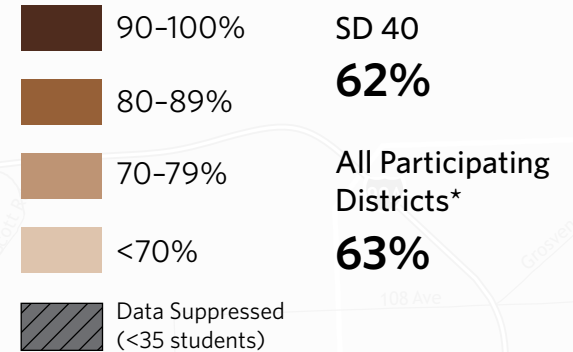 90–100%
80–89%
70–79%
<70%
Data Suppressed
(<35 students)
SD 40
62%
All Participating
Districts*
63%
108 Ave